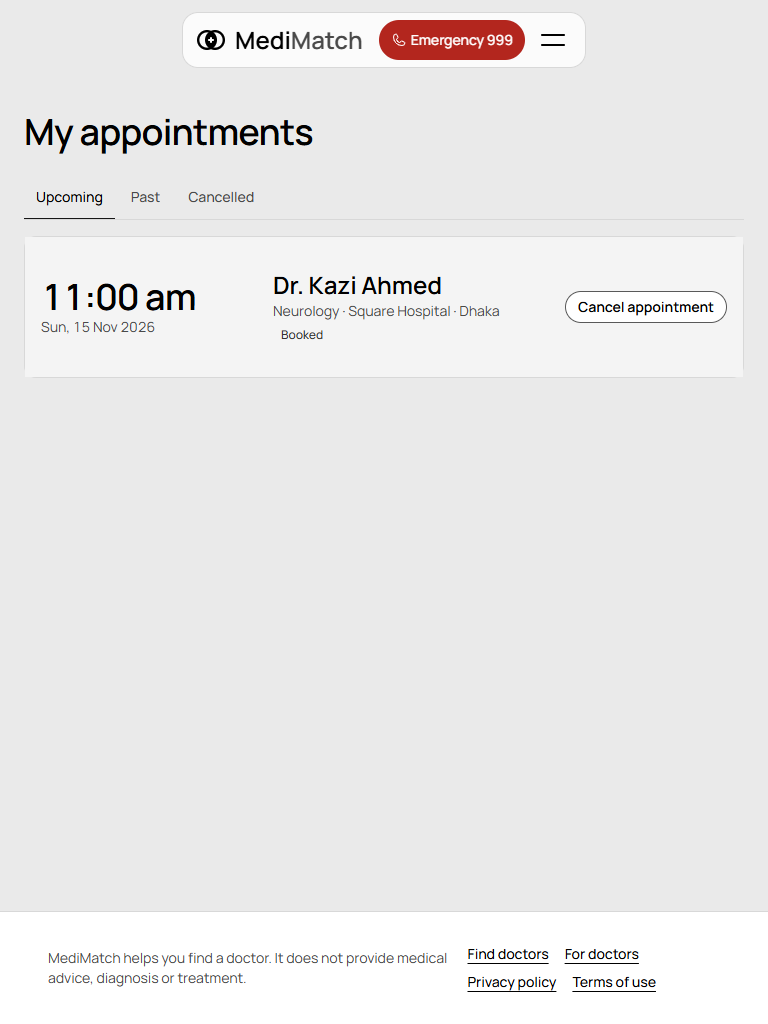 MediMatch
Emergency 999
My appointments
Upcoming Past Cancelled
11:00 am
Sun, 15 Nov 2026
Dr. Kazi Ahmed
Neurology · Square Hospital · Dhaka
Booked
Cancel appointment
MediMatch helps you find a doctor. It does not provide medical
advice, diagnosis or treatment.
Find doctors For doctors
Privacy policy Terms of use